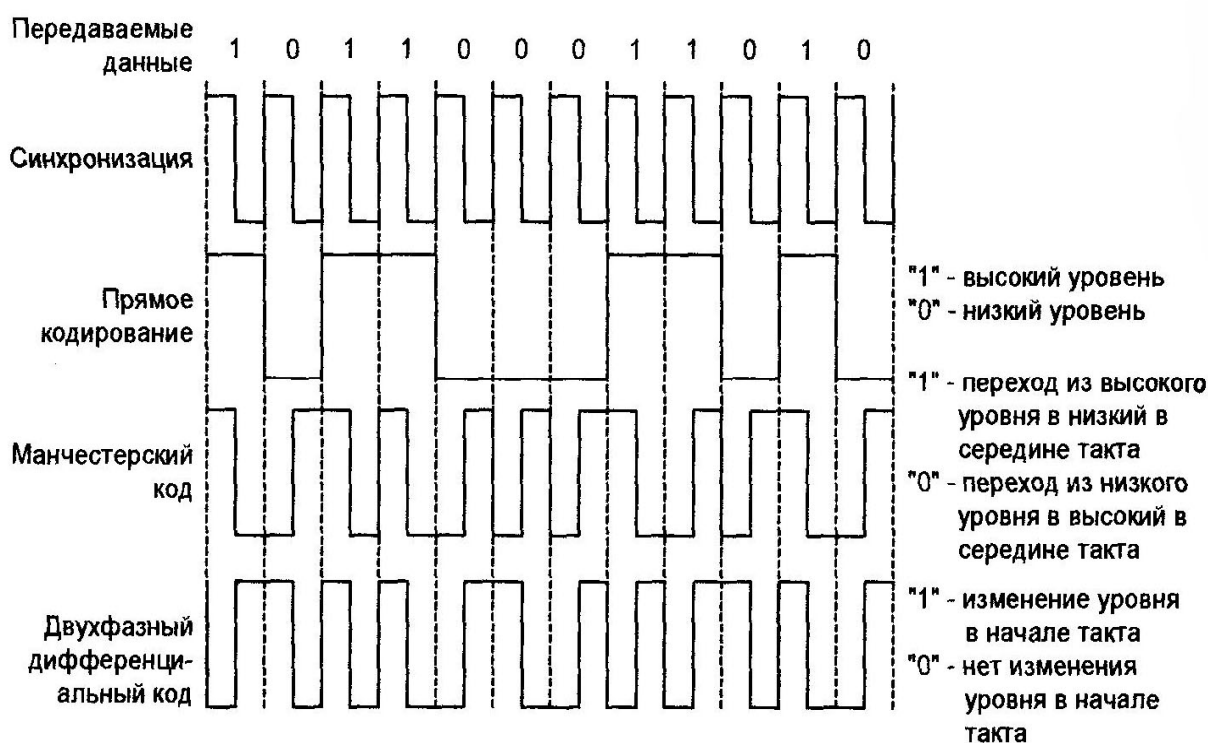 Передаваемые
данные
1 0 1 1 0 0 0 1 1 0 1 0
Синхронизация
Прямое
кодирование
"1" - высокий уровень
"0" - низкий уровень
Манчестерский
код
"1" - переход из высокого
уровня в низкий в
середине такта
"0" - переход из низкого
уровня в высокий в
середине такта
Двухфазный
дифференци-
альный код
"1" - изменение уровня
в начале такта
"0" - нет изменения
уровня в начале
такта